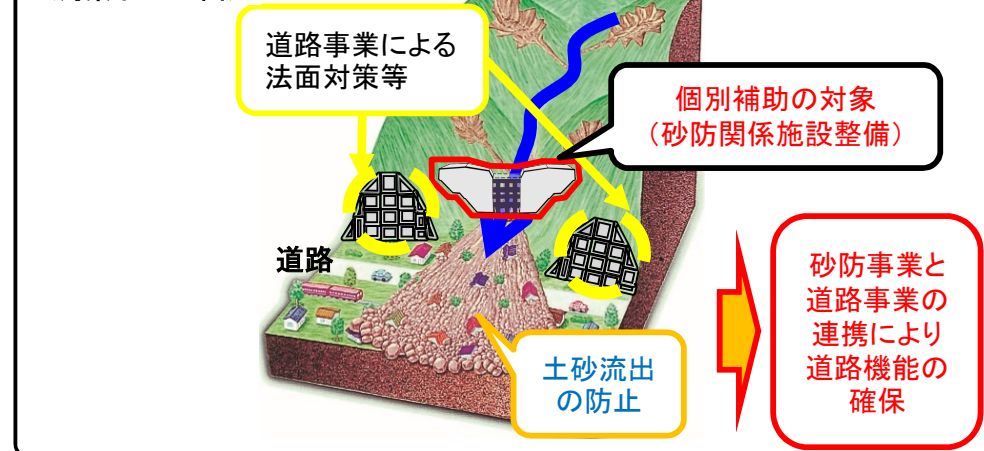 道路事業による
法面対策等
個別補助の対象
（砂防関係施設整備）
道路
土砂流出
の防止
砂防事業と
道路事業の
連携により
道路機能の
確保